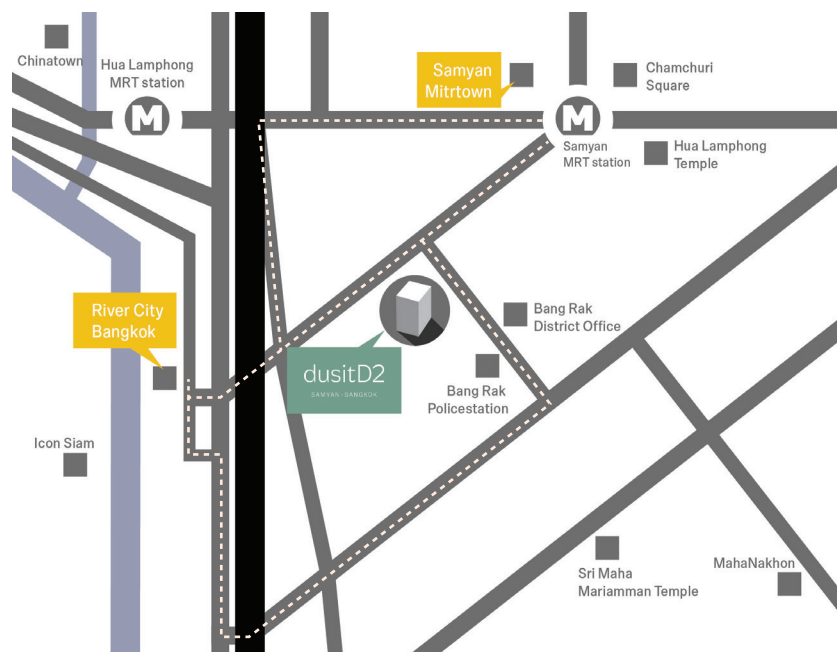 Chinatown
Hua Lamphong
MRT station
M
Samyan
Mitrtown
Chamchuri
Square
M
Samyan
MRT station
Hua Lamphong
Temple
River City
Bangkok
Bang Rak
District Office
dusitD2
SAMYAN · BANGKOK
Bang Rak
Policestation
Icon Siam
Sri Maha
Mariamman Temple
MahaNakhon